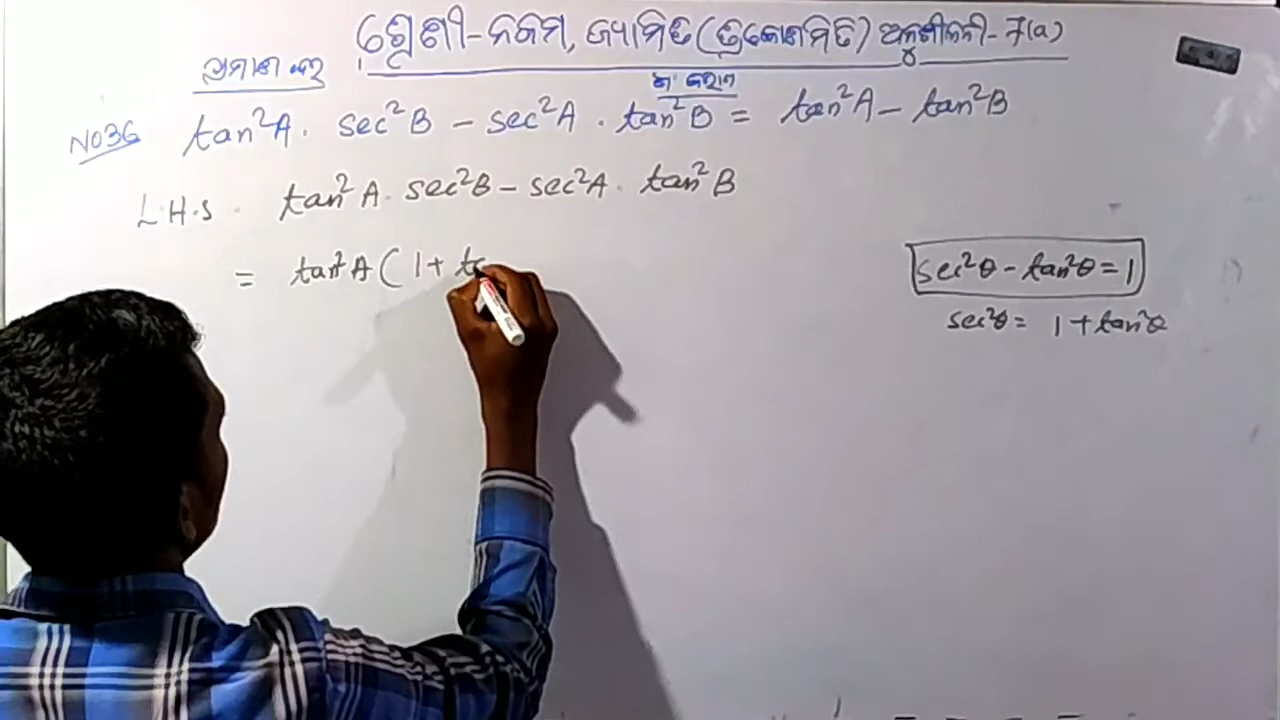 ଶ୍ରେଣୀ-ନବମ, ଜ୍ୟାମିତି (ତ୍ରିକୋଣମିତି) ଅନୁଶୀଳନୀ-7(a)
ପ୍ରମାଣ କର
NO36 tan²A · sec²B − sec²A · tan²B = tan²A − tan²B
L.H.S. tan²A · sec²B − sec²A · tan²B
= tan²A ( 1 + ta
sec²θ − tan²θ = 1
sec²θ = 1 + tan²θ